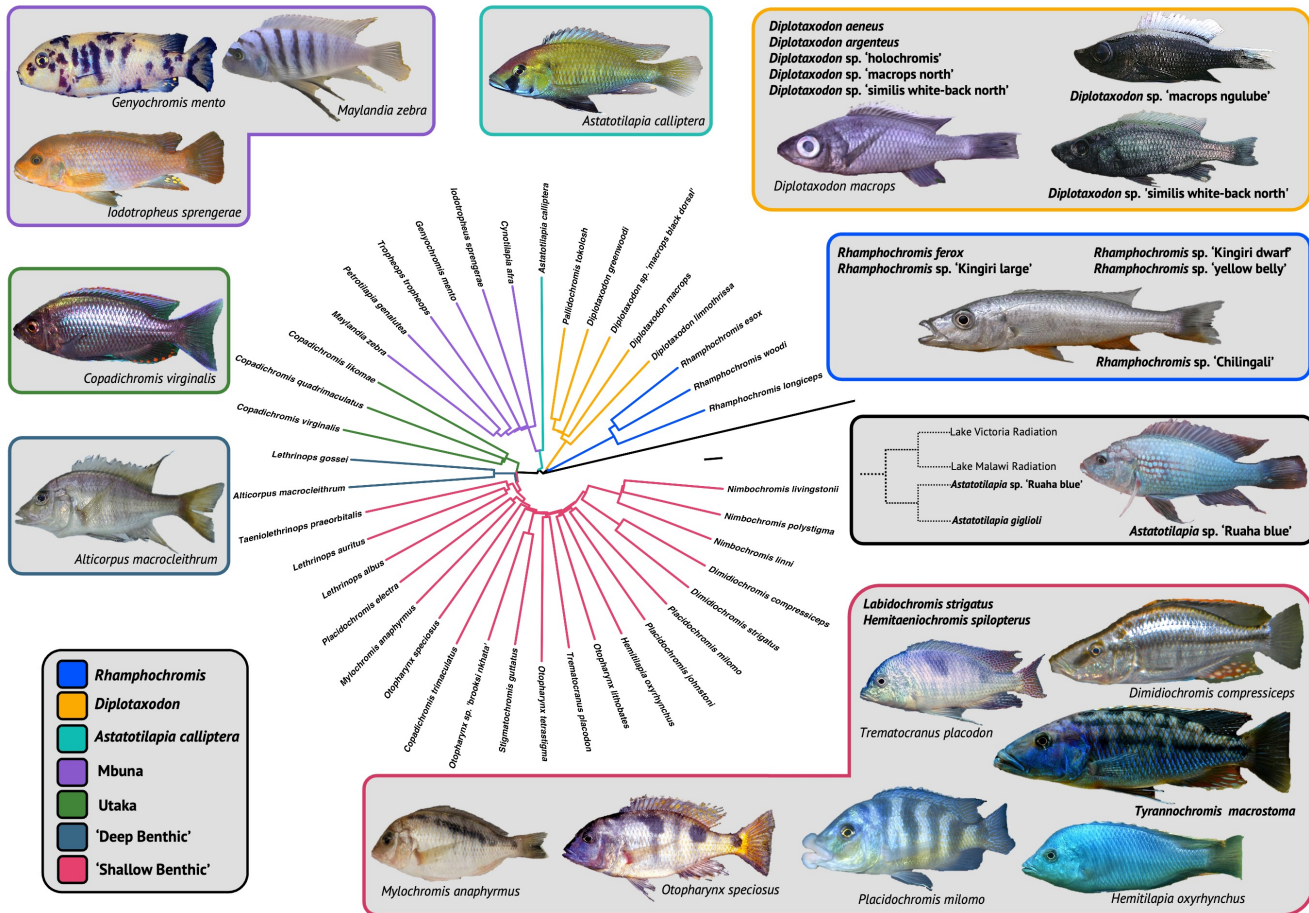 Genyochromis mento
Maylandia zebra
Iodotropheus sprengerae
Astatotilapia calliptera
Diplotaxodon aeneus
Diplotaxodon argenteus
Diplotaxodon sp. ‘holochromis’
Diplotaxodon sp. ‘macrops north’
Diplotaxodon sp. ‘similis white-back north’
Diplotaxodon sp. ‘macrops ngulube’
Diplotaxodon macrops
Diplotaxodon sp. 'similis white-back north'
Rhamphochromis ferox
Rhamphochromis sp. ‘Kingiri large’
Rhamphochromis sp. ‘Kingiri dwarf’
Rhamphochromis sp. ‘yellow belly’
Rhamphochromis sp. ‘Chilingali’
Copadichromis virginalis
Alticorpus macrocleithrum
Lake Victoria Radiation
Lake Malawi Radiation
Astatotilapia sp. ‘Ruaha blue’
Astatotilapia giglioli
Astatotilapia sp. ‘Ruaha blue’
Alticorpus macrocleithrum
Lethrinops gossei
Copadichromis virginalis
Copadichromis quadrimaculatus
Copadichromis likomae
Maylandia zebra
Petrotilapia genalutea
Tropheops tropheops
Genyochromis mento
Iodotropheus sprengerae
Cynotilapia afra
Astatotilapia calliptera
Pallidochromis tokolosh
Diplotaxodon greenwoodi
Diplotaxodon sp. 'macrops black dorsal'
Diplotaxodon macrops
Diplotaxodon limnothrissa
Rhamphochromis esox
Rhamphochromis woodi
Rhamphochromis longiceps
Nimbochromis livingstonii
Nimbochromis polystigma
Nimbochromis linni
Dimidiochromis compressiceps
Dimidiochromis strigatus
Placidochromis milomo
Placidochromis johnstoni
Hemitilapia oxyrhynchus
Otopharynx lithobates
Trematocranus placodon
Otopharynx tetrastigma
Stigmatochromis guttatus
Otopharynx sp. 'brooksi nkhata'
Copadichromis trimaculatus
Otopharynx speciosus
Mylochromis anaphyrmus
Placidochromis electra
Lethrinops albus
Lethrinops auritus
Taeniolethrinops praeorbitalis
Rhamphochromis
Diplotaxodon
Astatotilapia calliptera
Mbuna
Utaka
‘Deep Benthic’
‘Shallow Benthic’
Labidochromis strigatus
Hemitaeniochromis spilopterus
Trematocranus placodon
Dimidiochromis compressiceps
Tyrannochromis macrostoma
Mylochromis anaphyrmus
Otopharynx speciosus
Placidochromis milomo
Hemitilapia oxyrhynchus